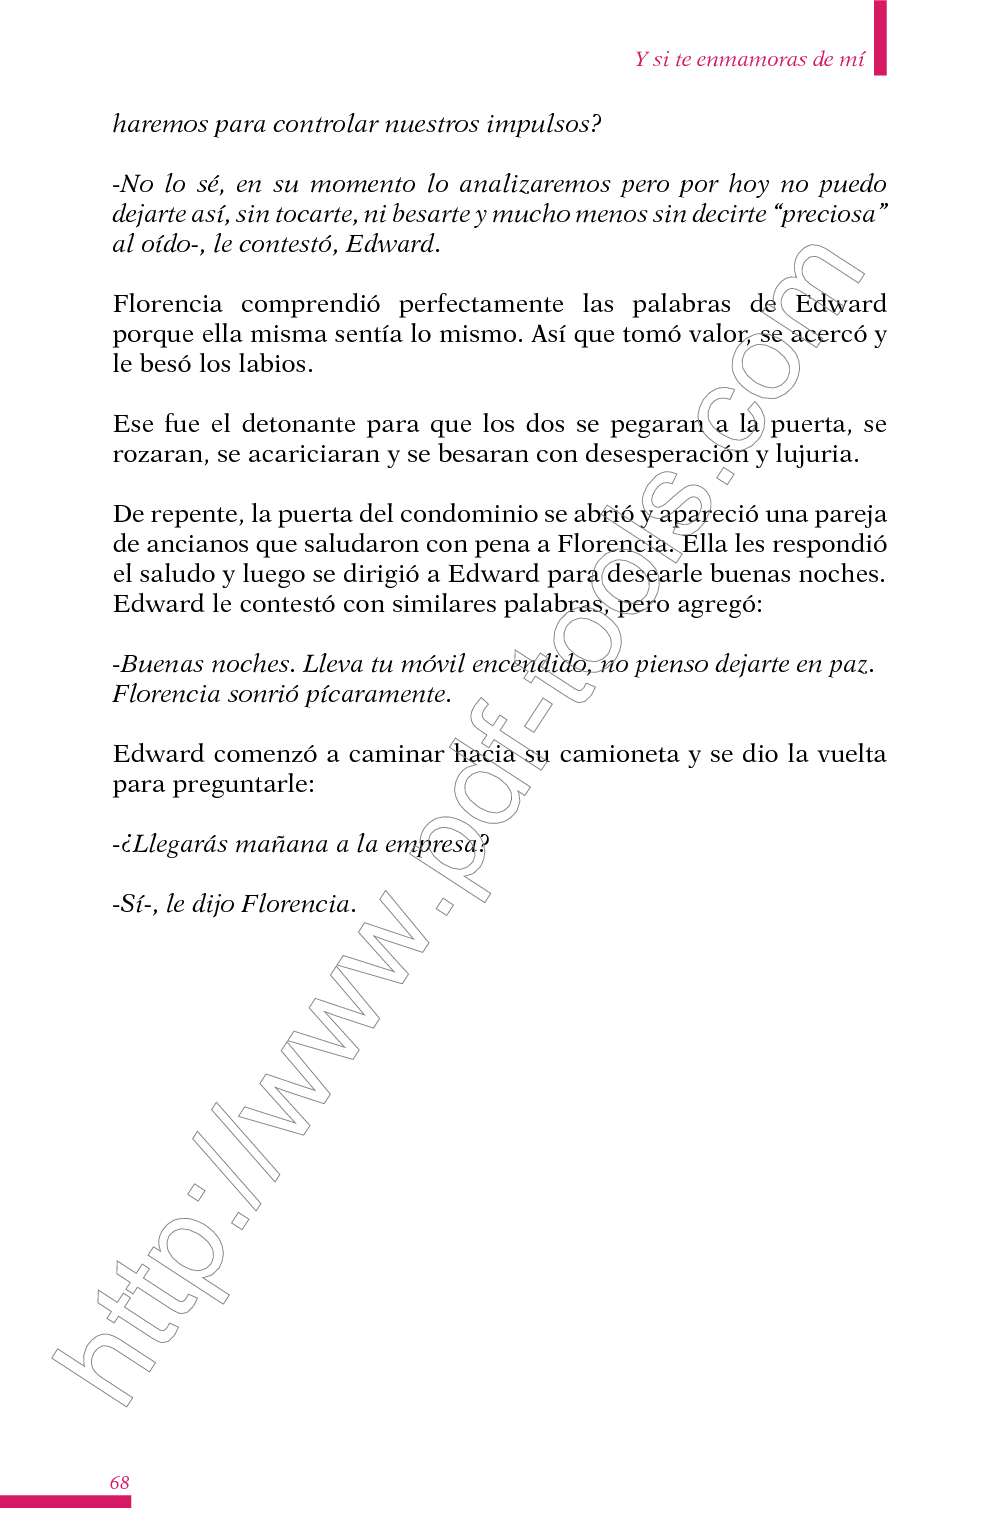 Y si te enmamoras de mí
haremos para controlar nuestros impulsos?
-No lo sé, en su momento lo analizaremos pero por hoy no puedo
dejarte así, sin tocarte, ni besarte y mucho menos sin decirte “preciosa”
al oído-, le contestó, Edward.
Florencia comprendió perfectamente las palabras de Edward
porque ella misma sentía lo mismo. Así que tomó valor, se acercó y
le besó los labios.
Ese fue el detonante para que los dos se pegaran a la puerta, se
rozaran, se acariciaran y se besaran con desesperación y lujuria.
De repente, la puerta del condominio se abrió y apareció una pareja
de ancianos que saludaron con pena a Florencia. Ella les respondió
el saludo y luego se dirigió a Edward para desearle buenas noches.
Edward le contestó con similares palabras, pero agregó:
-Buenas noches. Lleva tu móvil encendido, no pienso dejarte en paz.
Florencia sonrió pícaramente.
Edward comenzó a caminar hacia su camioneta y se dio la vuelta
para preguntarle:
-¿Llegarás mañana a la empresa?
-Sí-, le dijo Florencia.
68
http://www.pdf-tools.com